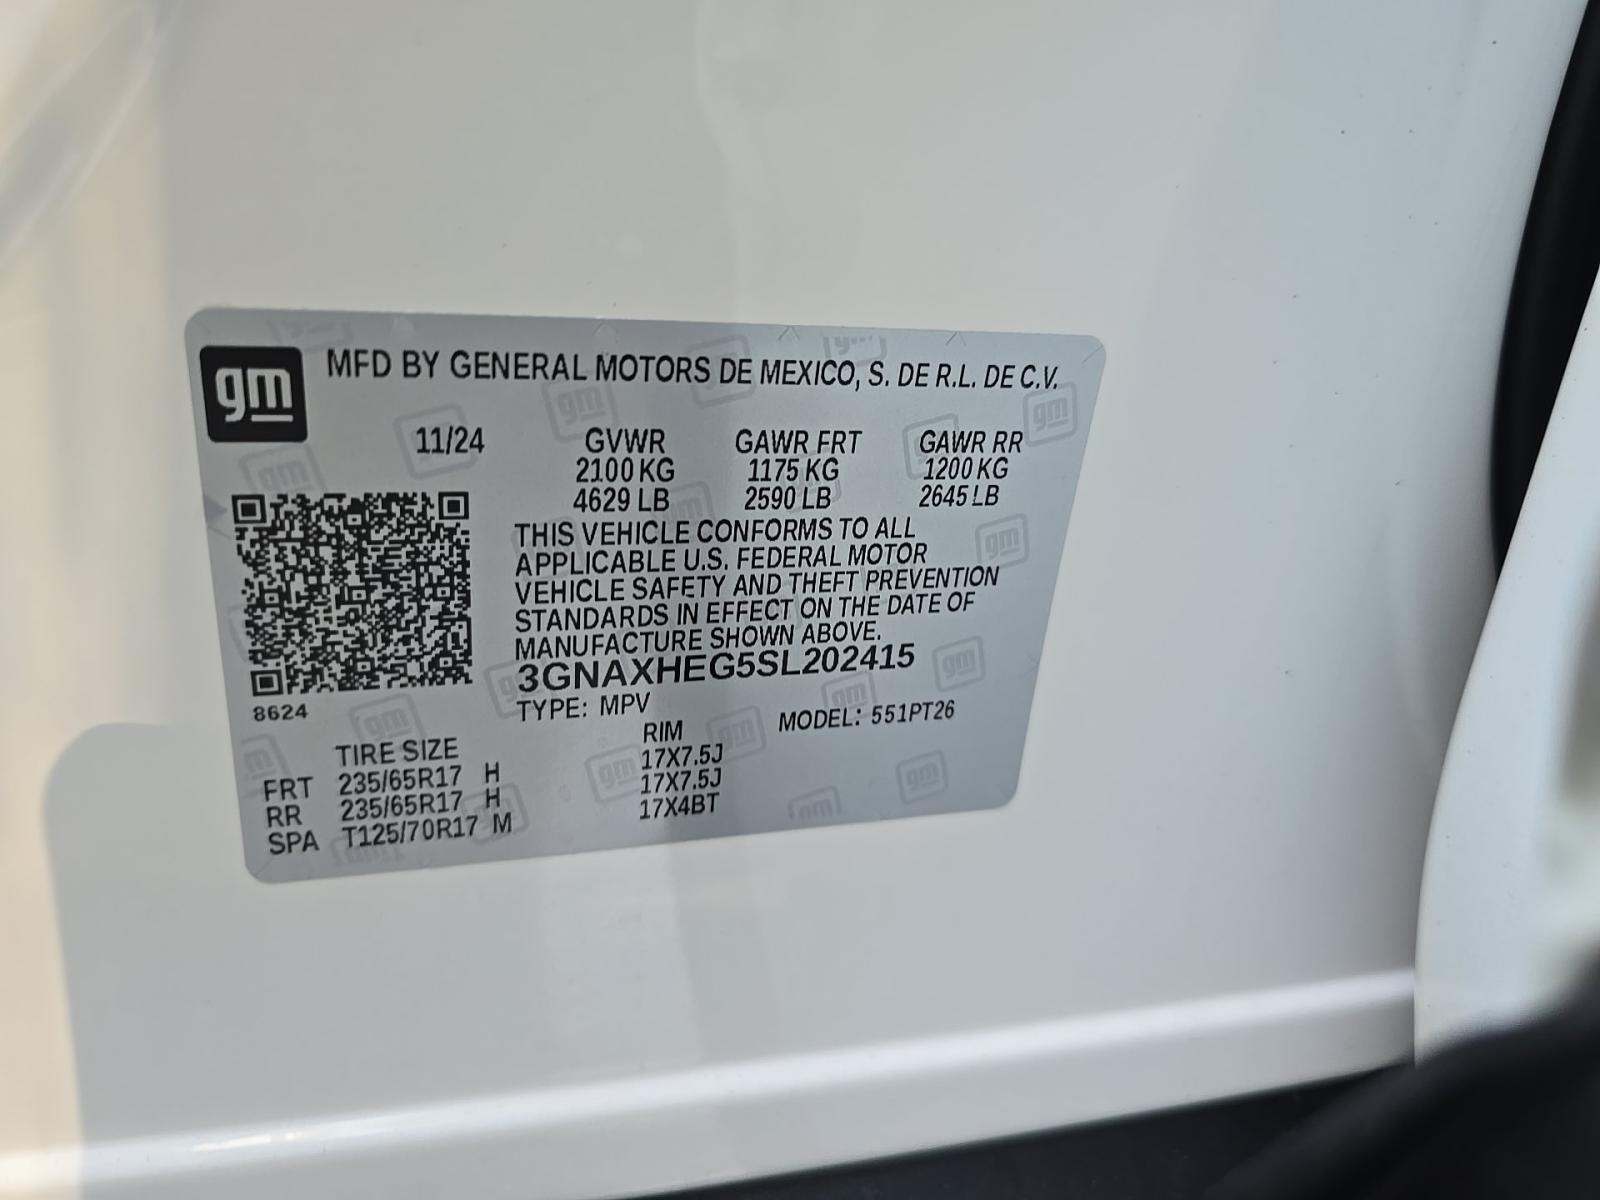 gm MFD BY GENERAL MOTORS DE MEXICO, S. DE R.L. DE C.V.
11/24 GVWR GAWR FRT GAWR RR
2100 KG 1175 KG 1200 KG
4629 LB 2590 LB 2645 LB
THIS VEHICLE CONFORMS TO ALL
APPLICABLE U.S. FEDERAL MOTOR
VEHICLE SAFETY AND THEFT PREVENTION
STANDARDS IN EFFECT ON THE DATE OF
MANUFACTURE SHOWN ABOVE.
3GNAXHEG5SL202415
8624
TYPE: MPV MODEL: 551PT26
TIRE SIZE RIM
FRT 235/65R17 H 17X7.5J
RR 235/65R17 H 17X7.5J
SPA T125/70R17 M 17X4BT